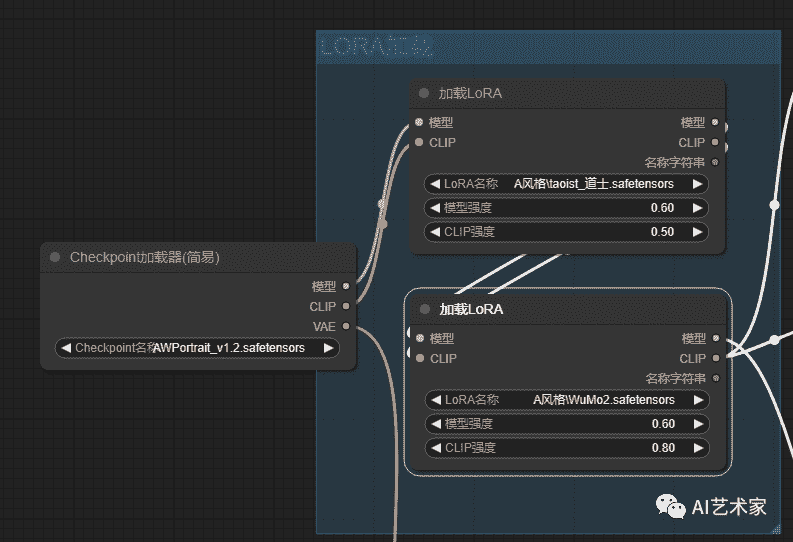 LORA加载
加载LoRA
模型 模型
CLIP CLIP
名称字符串
LoRA名称 A风格\taoist_道士.safetensors
模型强度 0.60
CLIP强度 0.50
Checkpoint加载器(简易)
模型
CLIP
VAE
Checkpoint名称 AWPortrait_v1.2.safetensors
加载LoRA
模型 模型
CLIP CLIP
名称字符串
LoRA名称 A风格\WuMo2.safetensors
模型强度 0.60
CLIP强度 0.80
AI艺术家